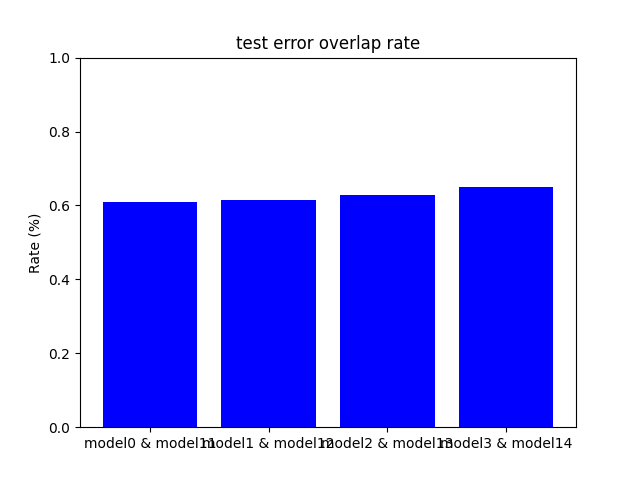 test error overlap rate
1.0
0.8
0.6
0.4
0.2
0.0
Rate (%)
model0 & model11
model1 & model12
model2 & model13
model3 & model14